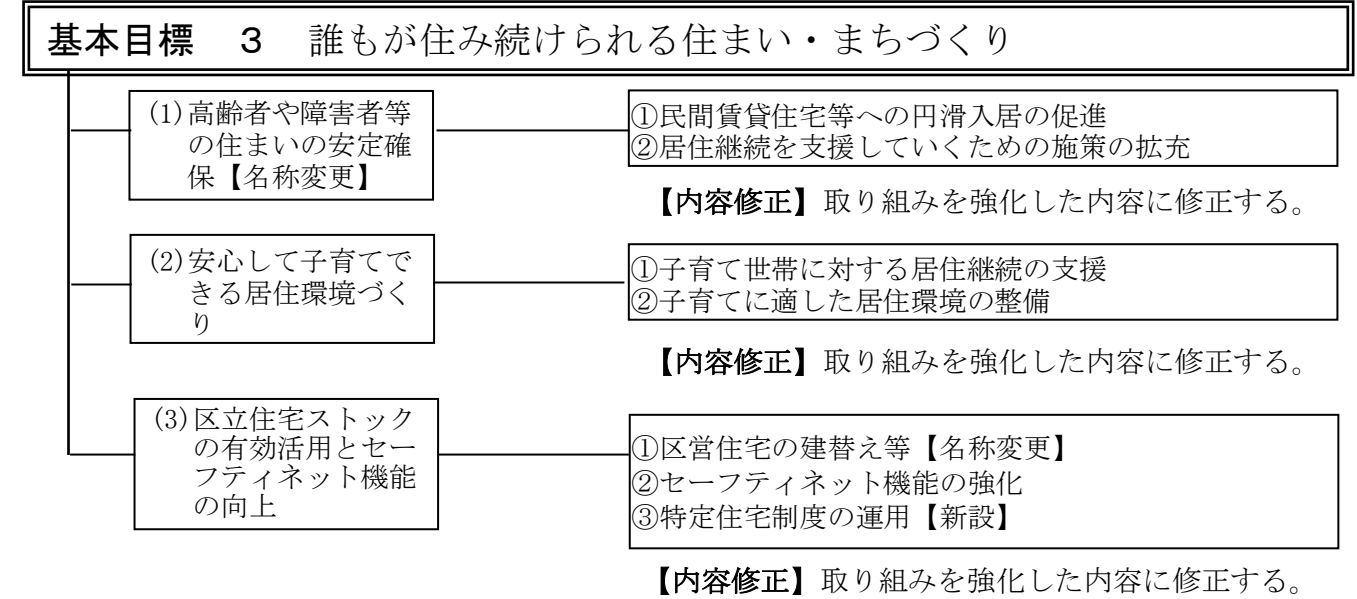 基本目標　３　誰もが住み続けられる住まい・まちづくり
(1)高齢者や障害者等
の住まいの安定確
保【名称変更】
①民間賃貸住宅等への円滑入居の促進
②居住継続を支援していくための施策の拡充
【内容修正】取り組みを強化した内容に修正する。
(2)安心して子育てで
きる居住環境づく
り
①子育て世帯に対する居住継続の支援
②子育てに適した居住環境の整備
【内容修正】取り組みを強化した内容に修正する。
(3)区立住宅ストック
の有効活用とセー
フティネット機能
の向上
①区営住宅の建替え等【名称変更】
②セーフティネット機能の強化
③特定住宅制度の運用【新設】
【内容修正】取り組みを強化した内容に修正する。